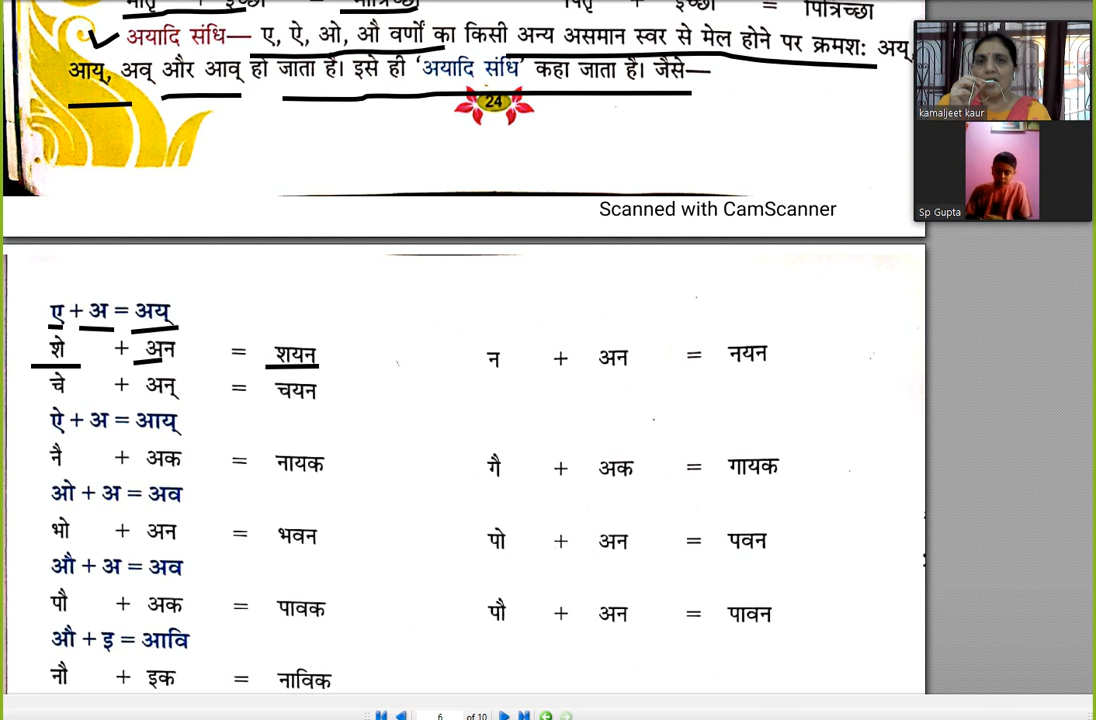 मातृ + इच्छा = मात्रिच्छा पितृ + इच्छा = पित्रिच्छा
अयादि संधि— ए, ऐ, ओ, औ वर्णों का किसी अन्य असमान स्वर से मेल होने पर क्रमश: अय्,
आय्, अव् और आव् हो जाता है। इसे ही ‘अयादि संधि’ कहा जाता है। जैसे—
24
Scanned with CamScanner
kamaljeet kaur
Sp Gupta
ए + अ = अय्
शे + अन = शयन न + अन = नयन
चे + अन् = चयन
ऐ + अ = आय्
नै + अक = नायक गै + अक = गायक
ओ + अ = अव
भो + अन = भवन पो + अन = पवन
औ + अ = अव
पौ + अक = पावक पौ + अन = पावन
औ + इ = आवि
नौ + इक = नाविक
6 of 10